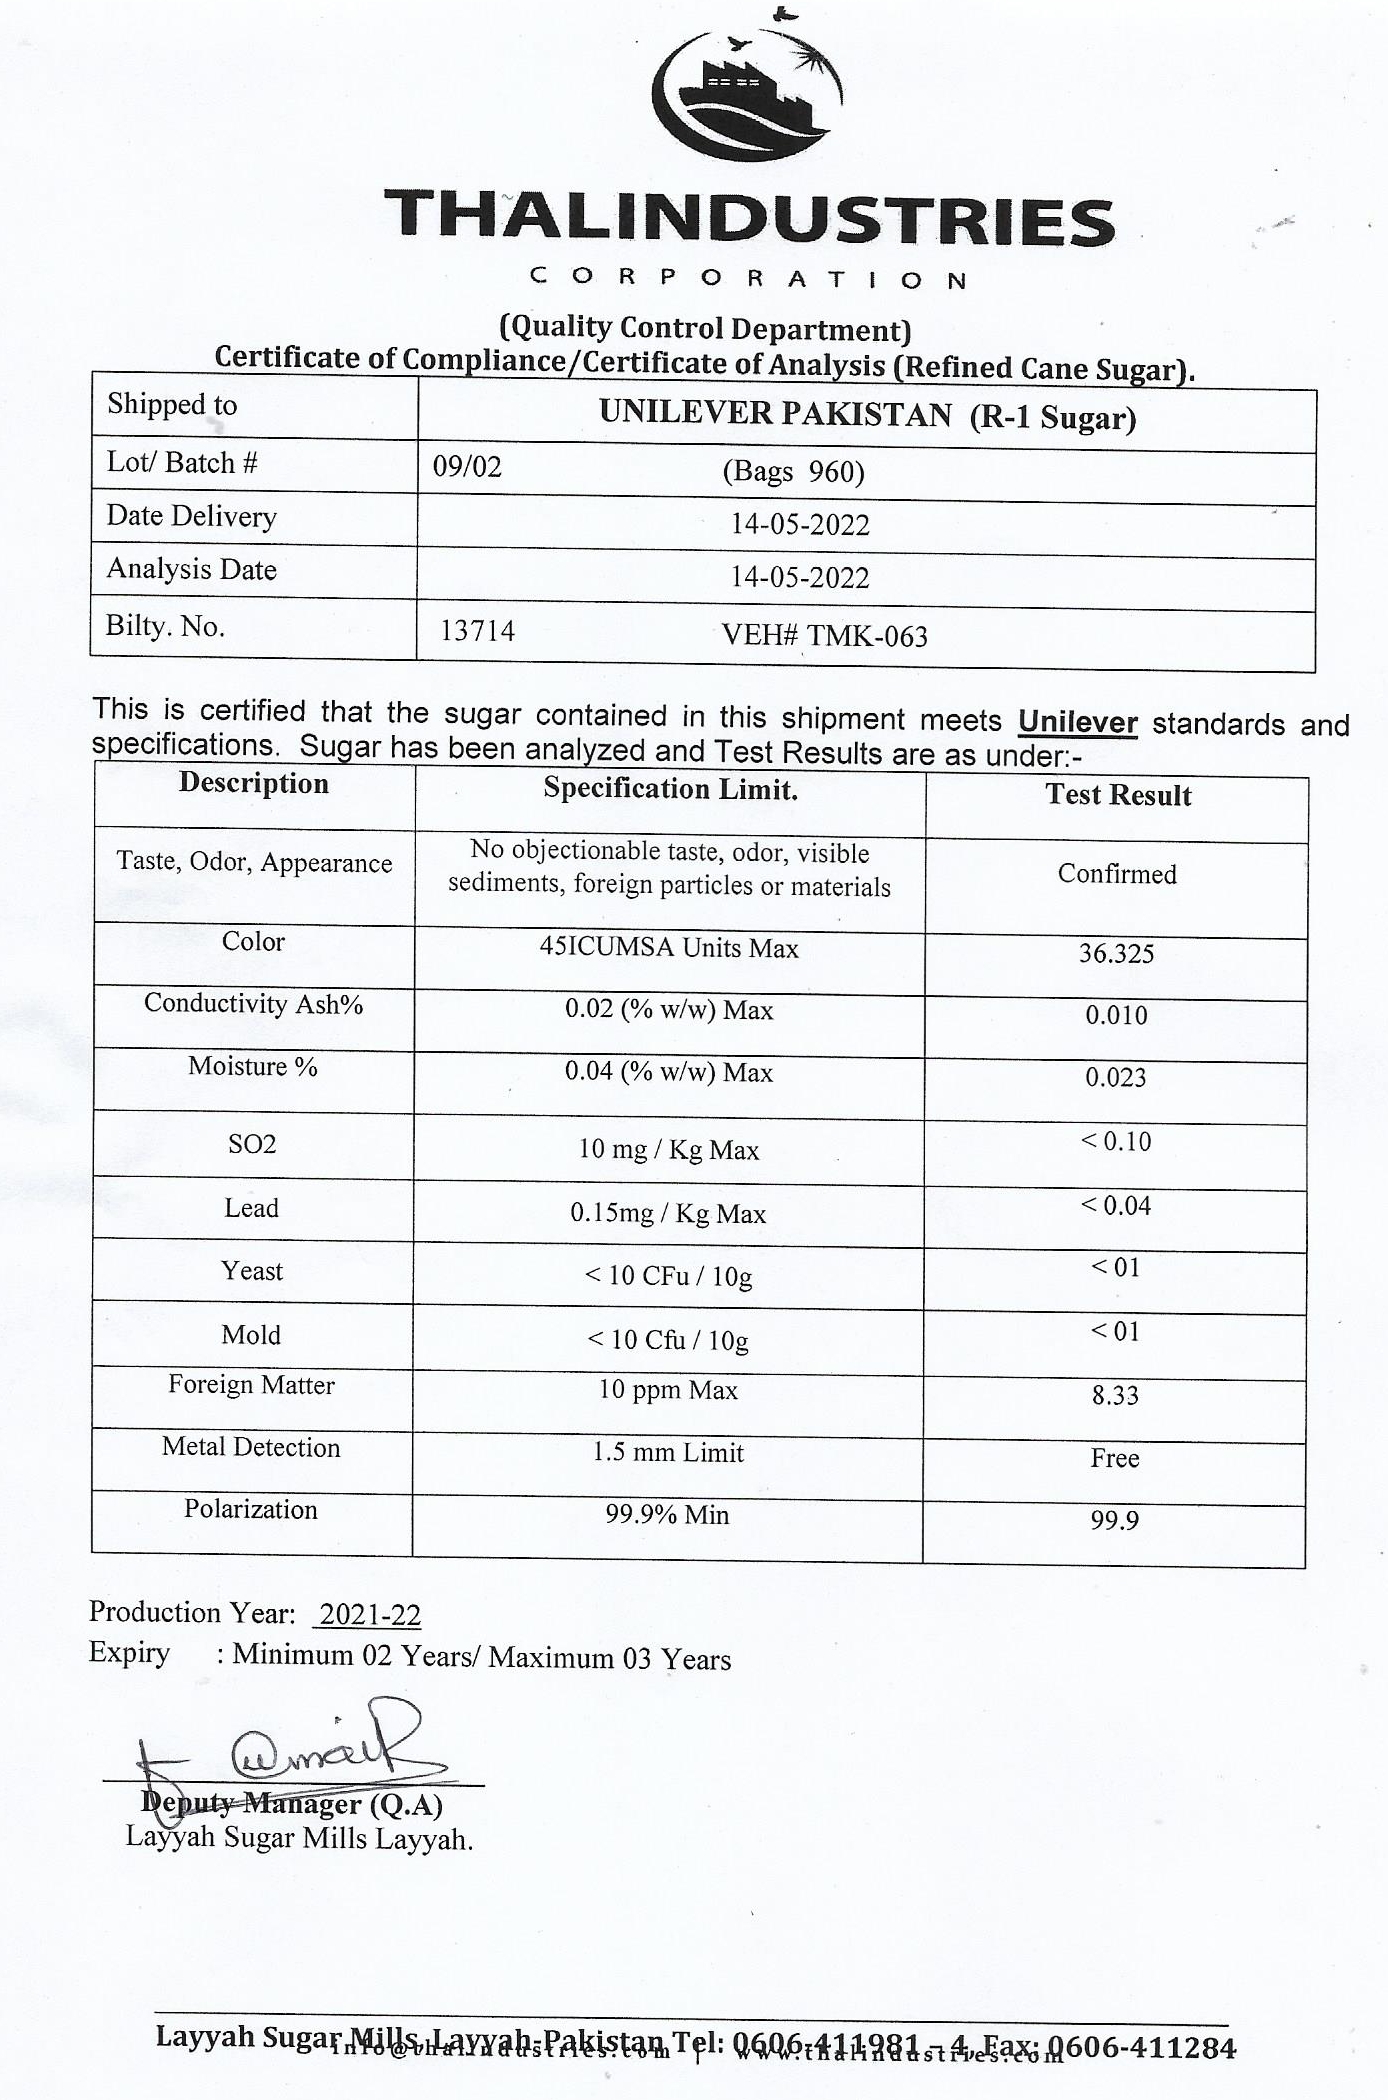 THALINDUSTRIES
CORPORATION
(Quality Control Department)
Certificate of Compliance/Certificate of Analysis (Refined Cane Sugar).
Shipped to UNILEVER PAKISTAN (R-1 Sugar)
Lot/ Batch # 09/02 (Bags 960)
Date Delivery 14-05-2022
Analysis Date 14-05-2022
Bilty. No. 13714 VEH# TMK-063
This is certified that the sugar contained in this shipment meets Unilever standards and
specifications. Sugar has been analyzed and Test Results are as under:-
Description Specification Limit. Test Result
Taste, Odor, Appearance No objectionable taste, odor, visible
sediments, foreign particles or materials Confirmed
Color 45ICUMSA Units Max 36.325
Conductivity Ash% 0.02 (% w/w) Max 0.010
Moisture % 0.04 (% w/w) Max 0.023
SO2 10 mg / Kg Max < 0.10
Lead 0.15mg / Kg Max < 0.04
Yeast < 10 CFu / 10g < 01
Mold < 10 Cfu / 10g < 01
Foreign Matter 10 ppm Max 8.33
Metal Detection 1.5 mm Limit Free
Polarization 99.9% Min 99.9
Production Year: 2021-22
Expiry : Minimum 02 Years/ Maximum 03 Years
Deputy Manager (Q.A)
Layyah Sugar Mills Layyah.
Layyah Sugar Mills, Layyah-Pakistan Tel: 0606-411981 – 4, Fax: 0606-411284
info@thalindustries.com | www.thalindustries.com